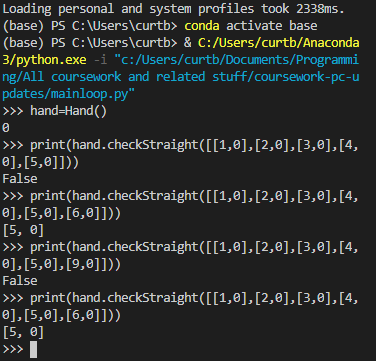 Loading personal and system profiles took 2338ms.
(base) PS C:\Users\curtb> conda activate base
(base) PS C:\Users\curtb> & C:/Users/curtb/Anaconda
3/python.exe -i "c:/Users/curtb/Documents/Programmi
ng/All coursework and related stuff/coursework-pc-u
pdates/mainloop.py"
>>> hand=Hand()
0
>>> print(hand.checkStraight([[1,0],[2,0],[3,0],[4,
0],[5,0]]))
False
>>> print(hand.checkStraight([[1,0],[2,0],[3,0],[4,
0],[5,0],[6,0]]))
[5, 0]
>>> print(hand.checkStraight([[1,0],[2,0],[3,0],[4,
0],[5,0],[9,0]]))
False
>>> print(hand.checkStraight([[1,0],[2,0],[3,0],[4,
0],[5,0],[6,0]]))
[5, 0]
>>>